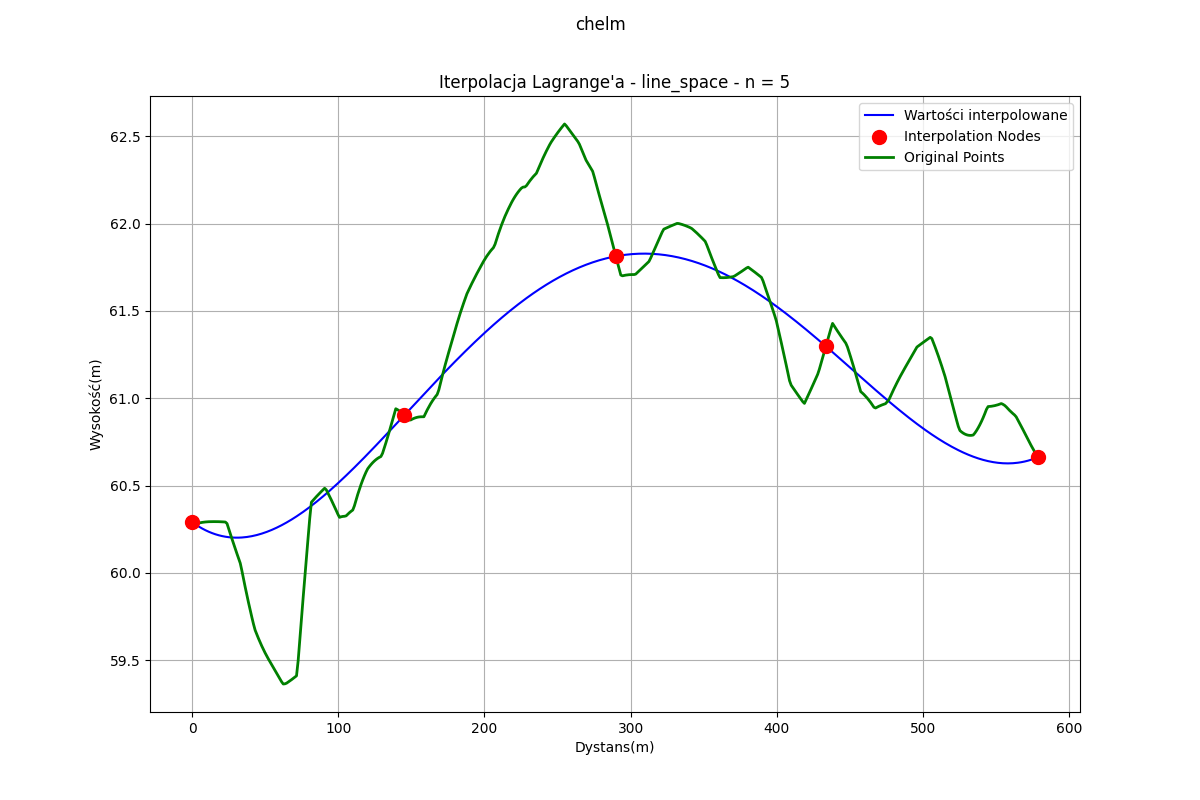 chelm
Iterpolacja Lagrange'a - line_space - n = 5
Wartości interpolowane
Interpolation Nodes
Original Points
Wysokość(m)
62.5
62.0
61.5
61.0
60.5
60.0
59.5
0 100 200 300 400 500 600
Dystans(m)